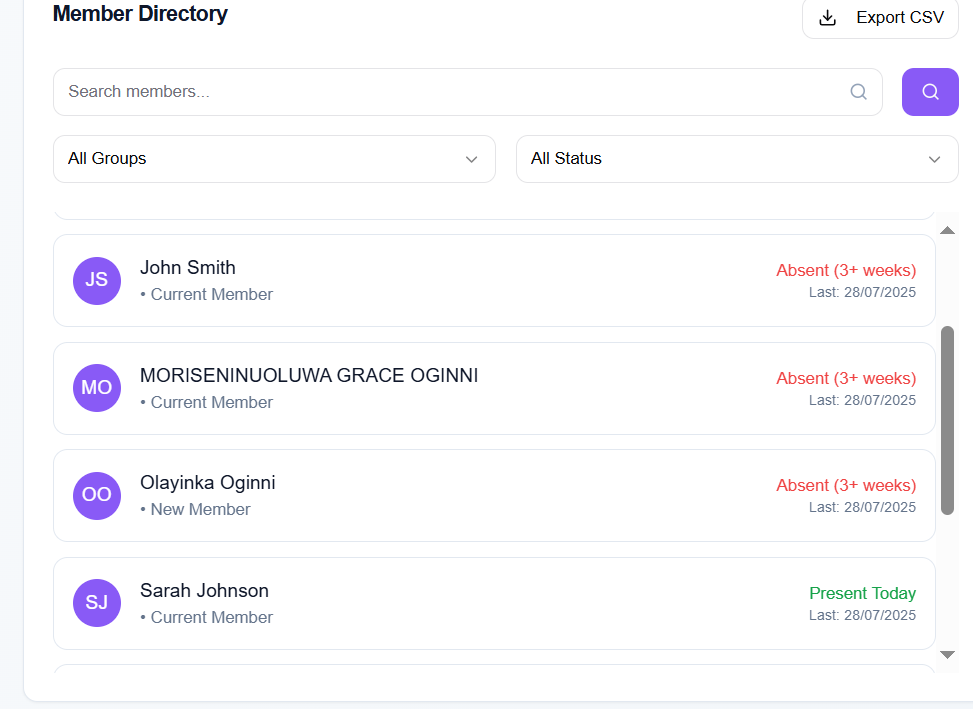 Member Directory
Export CSV
Search members...
All Groups
All Status
JS
John Smith
• Current Member
Absent (3+ weeks)
Last: 28/07/2025
MO
MORISENINUOLUWA GRACE OGINNI
• Current Member
Absent (3+ weeks)
Last: 28/07/2025
OO
Olayinka Oginni
• New Member
Absent (3+ weeks)
Last: 28/07/2025
SJ
Sarah Johnson
• Current Member
Present Today
Last: 28/07/2025